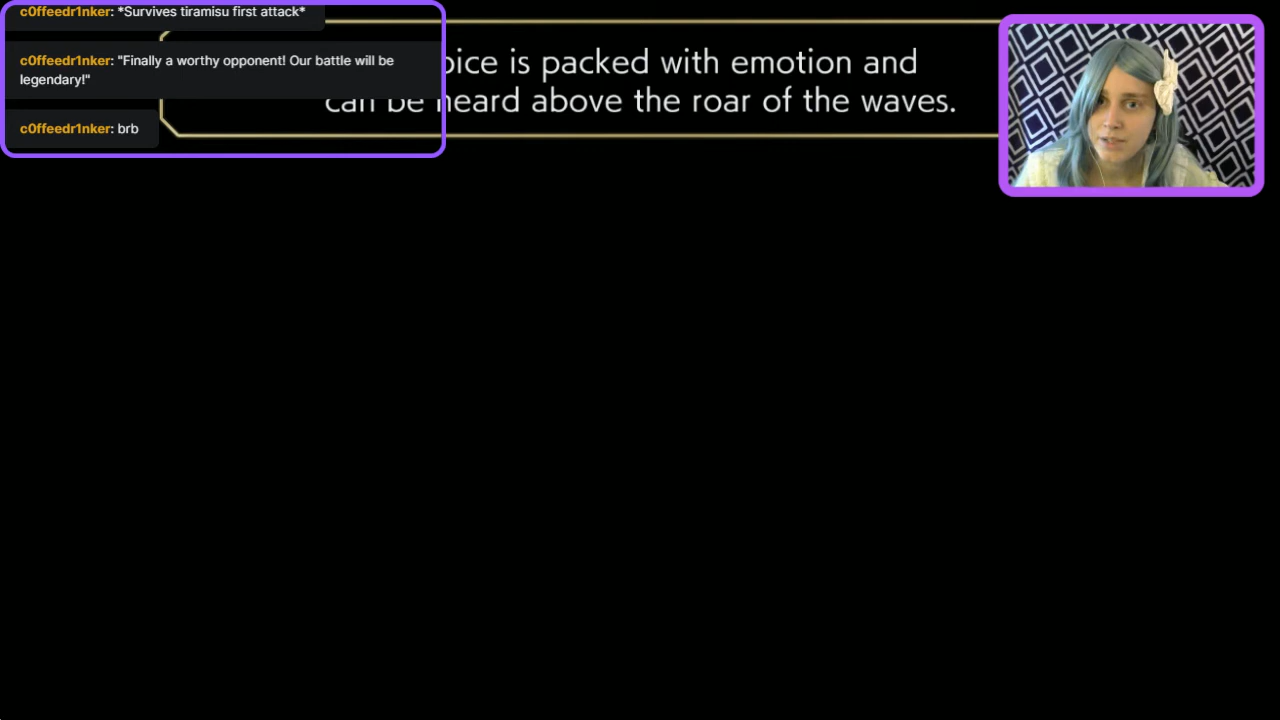 c0ffeedr1nker: *Survives tiramisu first attack*
c0ffeedr1nker: "Finally a worthy opponent! Our battle will be
legendary!"
c0ffeedr1nker: brb
is packed with emotion and
can be heard above the roar of the waves.